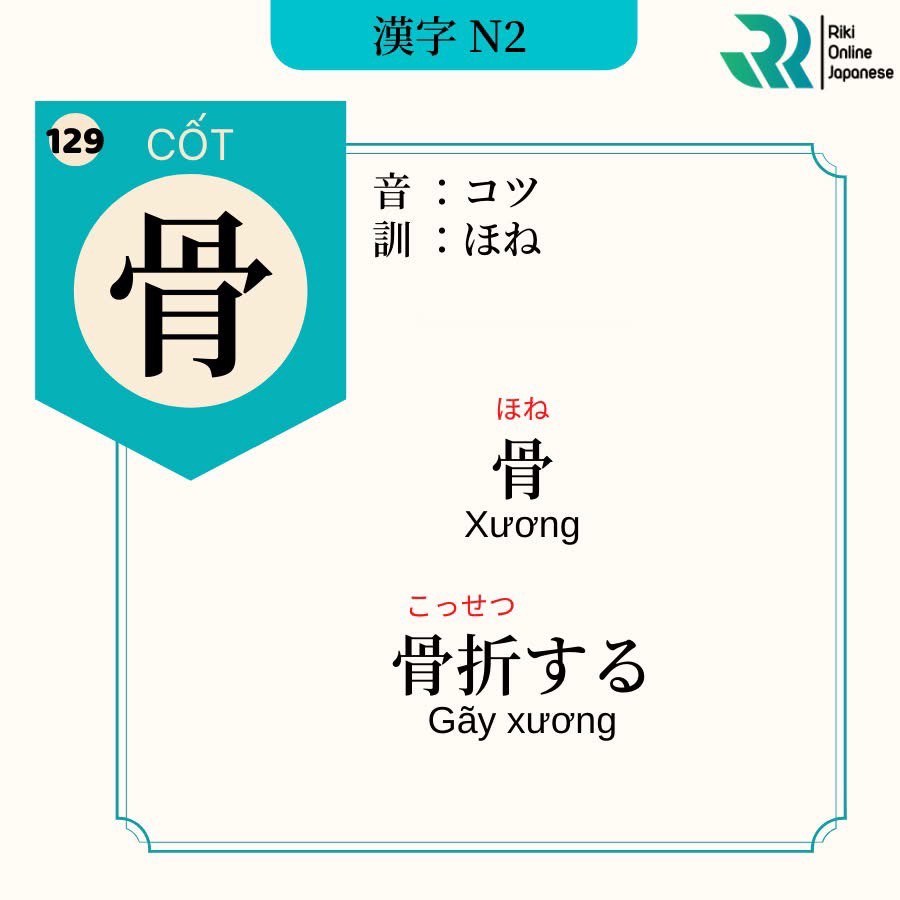 漢字 N2
Riki
Online
Japanese
129
CỐT
骨
音 ：コツ
訓 ：ほね
ほね
骨
Xương
こっせつ
骨折する
Gãy xương